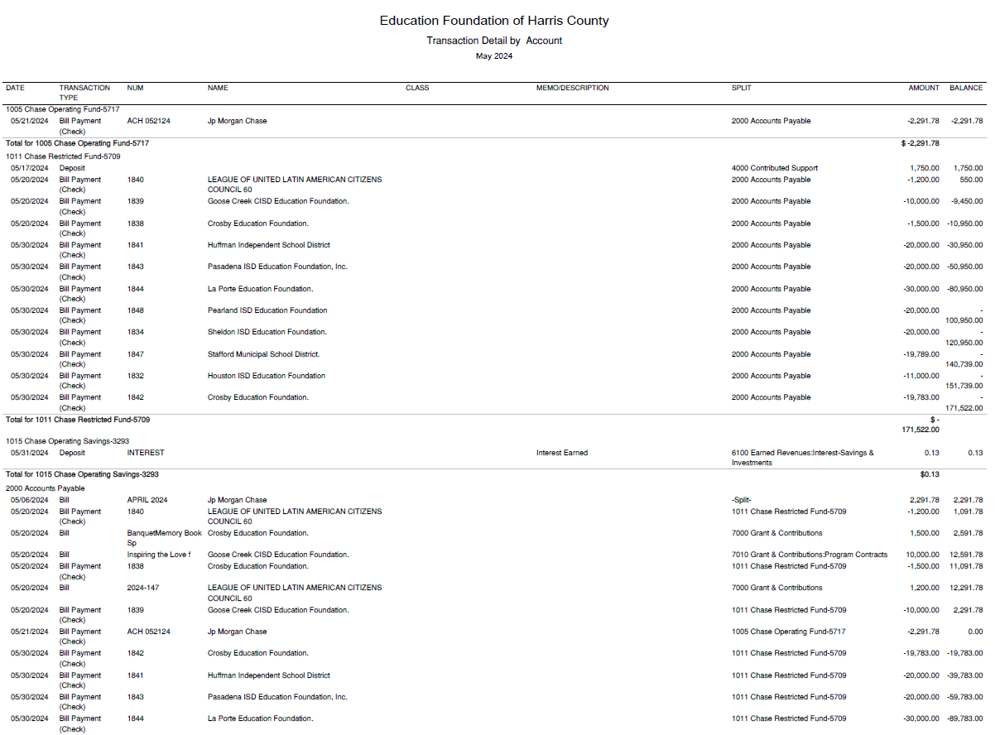 Education Foundation of Harris County
Transaction Detail by Account
May 2024
DATE TRANSACTION NUM NAME CLASS MEMO/DESCRIPTION SPLIT AMOUNT BALANCE
TYPE
1005 Chase Operating Fund-5717
05/21/2024 Bill Payment ACH 052124 Jp Morgan Chase 2000 Accounts Payable -2,291.78 -2,291.78
(Check)
Total for 1005 Chase Operating Fund-5717 $ -2,291.78
1011 Chase Restricted Fund-5709
05/17/2024 Deposit 4000 Contributed Support 1,750.00 1,750.00
05/20/2024 Bill Payment 1840 LEAGUE OF UNITED LATIN AMERICAN CITIZENS 2000 Accounts Payable -1,200.00 550.00
(Check) COUNCIL 60
05/20/2024 Bill Payment 1839 Goose Creek CISD Education Foundation. 2000 Accounts Payable -10,000.00 -9,450.00
(Check)
05/20/2024 Bill Payment 1838 Crosby Education Foundation. 2000 Accounts Payable -1,500.00 -10,950.00
(Check)
05/30/2024 Bill Payment 1841 Huffman Independent School District 2000 Accounts Payable -20,000.00 -30,950.00
(Check)
05/30/2024 Bill Payment 1843 Pasadena ISD Education Foundation, Inc. 2000 Accounts Payable -20,000.00 -50,950.00
(Check)
05/30/2024 Bill Payment 1844 La Porte Education Foundation. 2000 Accounts Payable -30,000.00 -80,950.00
(Check)
05/30/2024 Bill Payment 1848 Pearland ISD Education Foundation 2000 Accounts Payable -20,000.00 -
(Check) 100,950.00
05/30/2024 Bill Payment 1834 Sheldon ISD Education Foundation. 2000 Accounts Payable -20,000.00 -
(Check) 120,950.00
05/30/2024 Bill Payment 1847 Stafford Municipal School District. 2000 Accounts Payable -19,789.00 -
(Check) 140,739.00
05/30/2024 Bill Payment 1832 Houston ISD Education Foundation 2000 Accounts Payable -11,000.00 -
(Check) 151,739.00
05/30/2024 Bill Payment 1842 Crosby Education Foundation. 2000 Accounts Payable -19,783.00 -
(Check) 171,522.00
Total for 1011 Chase Restricted Fund-5709 $ -
171,522.00
1015 Chase Operating Savings-3293
05/31/2024 Deposit INTEREST Interest Earned 6100 Earned Revenues:Interest-Savings & 0.13 0.13
Investments
Total for 1015 Chase Operating Savings-3293 $0.13
2000 Accounts Payable
05/06/2024 Bill APRIL 2024 Jp Morgan Chase -Split- 2,291.78 2,291.78
05/20/2024 Bill Payment 1840 LEAGUE OF UNITED LATIN AMERICAN CITIZENS 1011 Chase Restricted Fund-5709 -1,200.00 1,091.78
(Check) COUNCIL 60
05/20/2024 Bill BanquetMemory Book Crosby Education Foundation. 7000 Grant & Contributions 1,500.00 2,591.78
Sp
05/20/2024 Bill Inspiring the Love f Goose Creek CISD Education Foundation. 7010 Grant & Contributions:Program Contracts 10,000.00 12,591.78
05/20/2024 Bill Payment 1838 Crosby Education Foundation. 1011 Chase Restricted Fund-5709 -1,500.00 11,091.78
(Check)
05/20/2024 Bill 2024-147 LEAGUE OF UNITED LATIN AMERICAN CITIZENS 7000 Grant & Contributions 1,200.00 12,291.78
COUNCIL 60
05/20/2024 Bill Payment 1839 Goose Creek CISD Education Foundation. 1011 Chase Restricted Fund-5709 -10,000.00 2,291.78
(Check)
05/21/2024 Bill Payment ACH 052124 Jp Morgan Chase 1005 Chase Operating Fund-5717 -2,291.78 0.00
(Check)
05/30/2024 Bill Payment 1842 Crosby Education Foundation. 1011 Chase Restricted Fund-5709 -19,783.00 -19,783.00
(Check)
05/30/2024 Bill Payment 1841 Huffman Independent School District 1011 Chase Restricted Fund-5709 -20,000.00 -39,783.00
(Check)
05/30/2024 Bill Payment 1843 Pasadena ISD Education Foundation, Inc. 1011 Chase Restricted Fund-5709 -20,000.00 -59,783.00
(Check)
05/30/2024 Bill Payment 1844 La Porte Education Foundation. 1011 Chase Restricted Fund-5709 -30,000.00 -89,783.00
(Check)